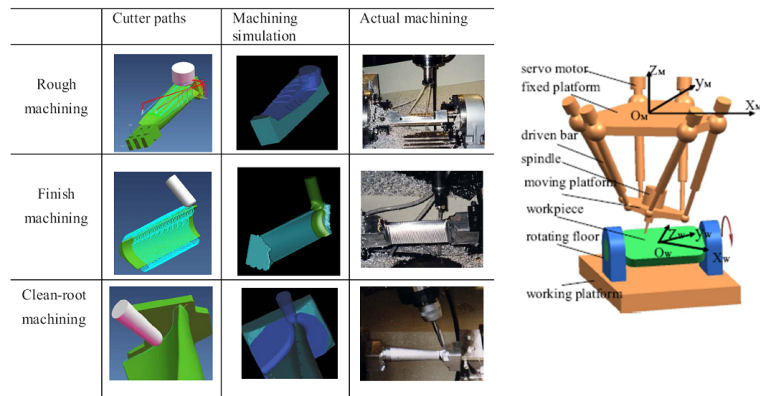 Cutter paths
Machining
simulation
Actual machining
Rough
machining
Finish
machining
Clean-root
machining
servo motor
fixed platform
driven bar
spindle
moving platform
workpiece
rotating floor
working platform
ZM
yM
XM
OM
ZW
yW
XW
OW